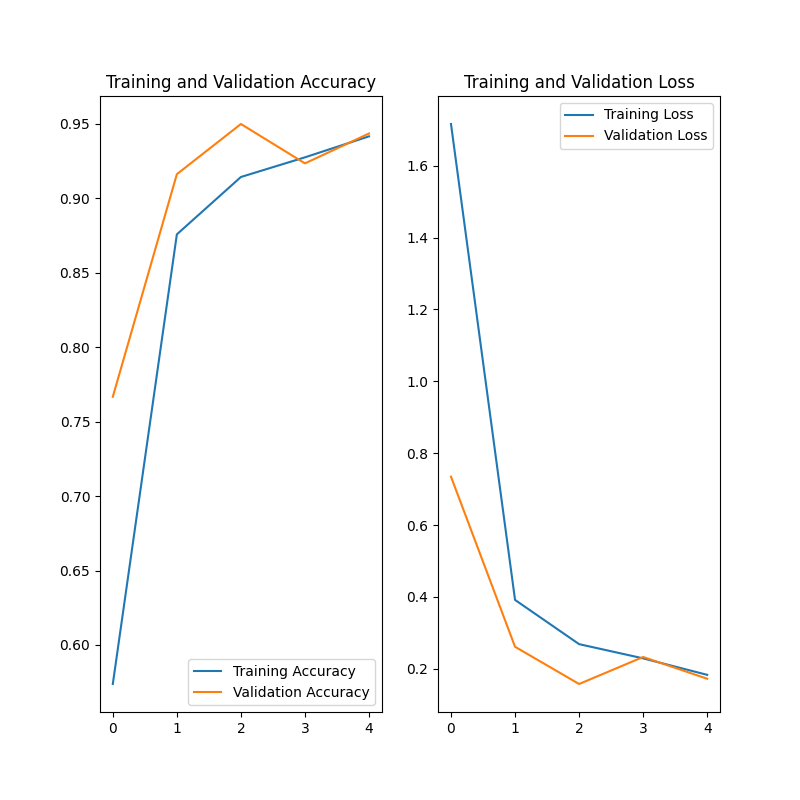 Training and Validation Accuracy
0.95
0.90
0.85
0.80
0.75
0.70
0.65
0.60
Training Accuracy
Validation Accuracy
0 1 2 3 4
Training and Validation Loss
Training Loss
Validation Loss
1.6
1.4
1.2
1.0
0.8
0.6
0.4
0.2
0 1 2 3 4